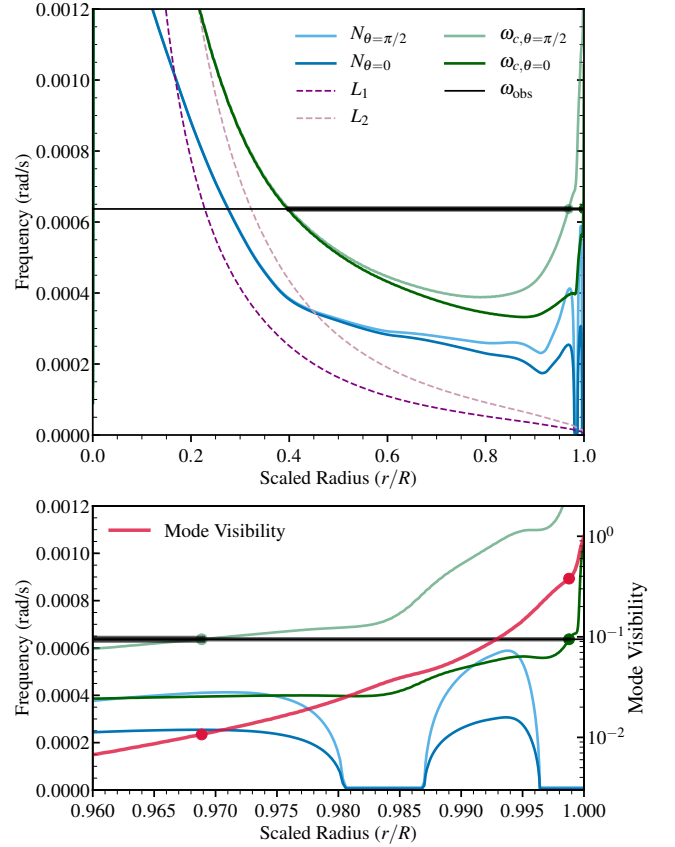 0.0012
0.0010
0.0008
0.0006
0.0004
0.0002
0.0000
Frequency (rad/s)
N_{θ=π/2}
N_{θ=0}
L_1
L_2
ω_{c,θ=π/2}
ω_{c,θ=0}
ω_{obs}
0.0 0.2 0.4 0.6 0.8 1.0
Scaled Radius (r/R)
0.0012
0.0010
0.0008
0.0006
0.0004
0.0002
0.0000
Frequency (rad/s)
Mode Visibility
10^0
10^{-1}
10^{-2}
Mode Visibility
0.960 0.965 0.970 0.975 0.980 0.985 0.990 0.995 1.000
Scaled Radius (r/R)